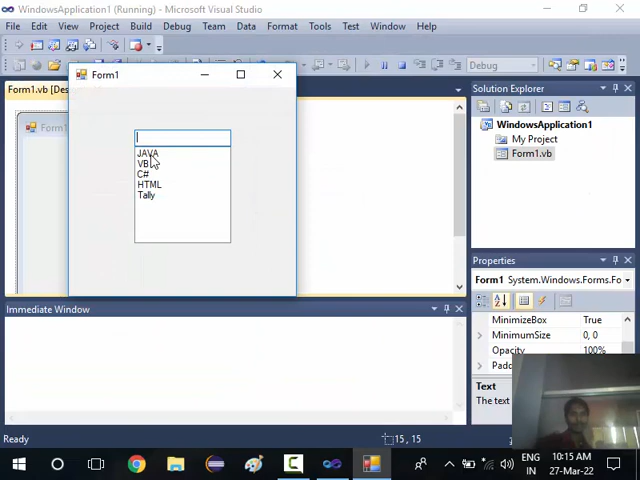 WindowsApplication1 (Running) - Microsoft Visual Studio
File Edit View Project Build Debug Team Data Format Tools Test Window Help
Debug
Form1.vb [De
Form1
Form1
JAVA
VB
C#
HTML
Tally
Solution Explorer
WindowsApplication1
My Project
Form1.vb
Properties
Form1 System.Windows.Forms.Fo
MinimizeBox True
MinimumSize 0, 0
Opacity 100%
Padd
Text
The text
Immediate Window
Ready
15, 15
ENG
IN
10:15 AM
27-Mar-22